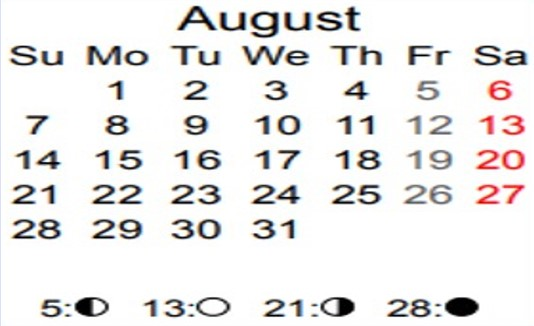 August
Su Mo Tu We Th Fr Sa
1 2 3 4 5 6
7 8 9 10 11 12 13
14 15 16 17 18 19 20
21 22 23 24 25 26 27
28 29 30 31
5: 13: 21: 28: